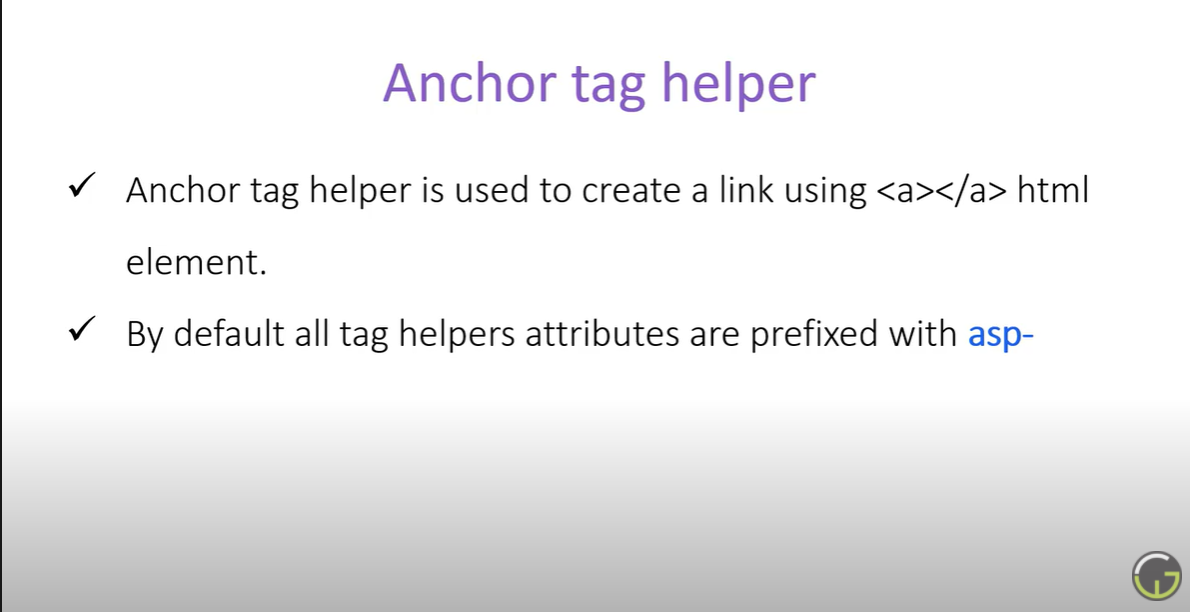 Anchor tag helper
✓ Anchor tag helper is used to create a link using <a></a> html
element.
✓ By default all tag helpers attributes are prefixed with asp-